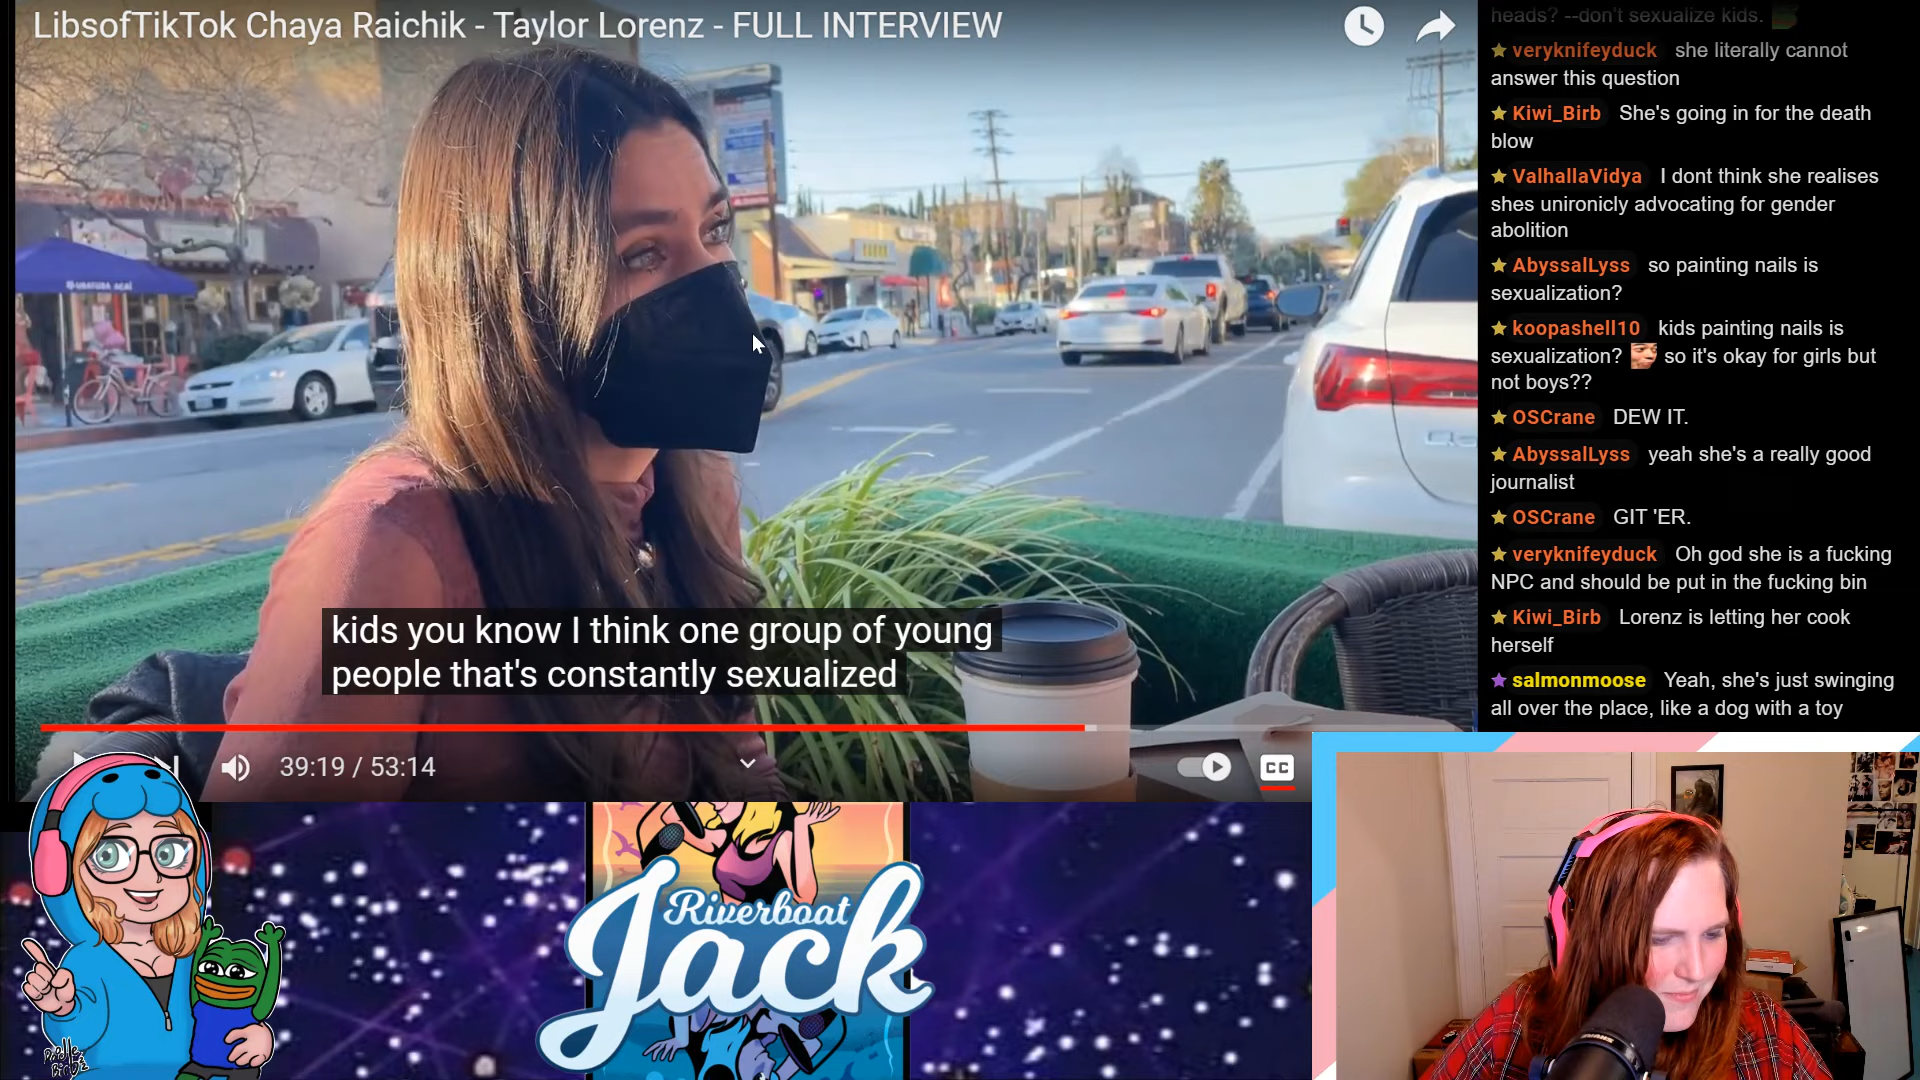 LibsofTikTok Chaya Raichik - Taylor Lorenz - FULL INTERVIEW
kids you know I think one group of young
people that's constantly sexualized
39:19 / 53:14
CC
heads? --don't sexualize kids.
veryknifeyduck she literally cannot
answer this question
Kiwi_Birb She's going in for the death
blow
ValhallaVidya I dont think she realises
shes unironicly advocating for gender
abolition
AbyssalLyss so painting nails is
sexualization?
koopashell10 kids painting nails is
sexualization? so it's okay for girls but
not boys??
OSCrane DEW IT.
AbyssalLyss yeah she's a really good
journalist
OSCrane GIT 'ER.
veryknifeyduck Oh god she is a fucking
NPC and should be put in the fucking bin
Kiwi_Birb Lorenz is letting her cook
herself
salmonmoose Yeah, she's just swinging
all over the place, like a dog with a toy
Riverboat
Jack